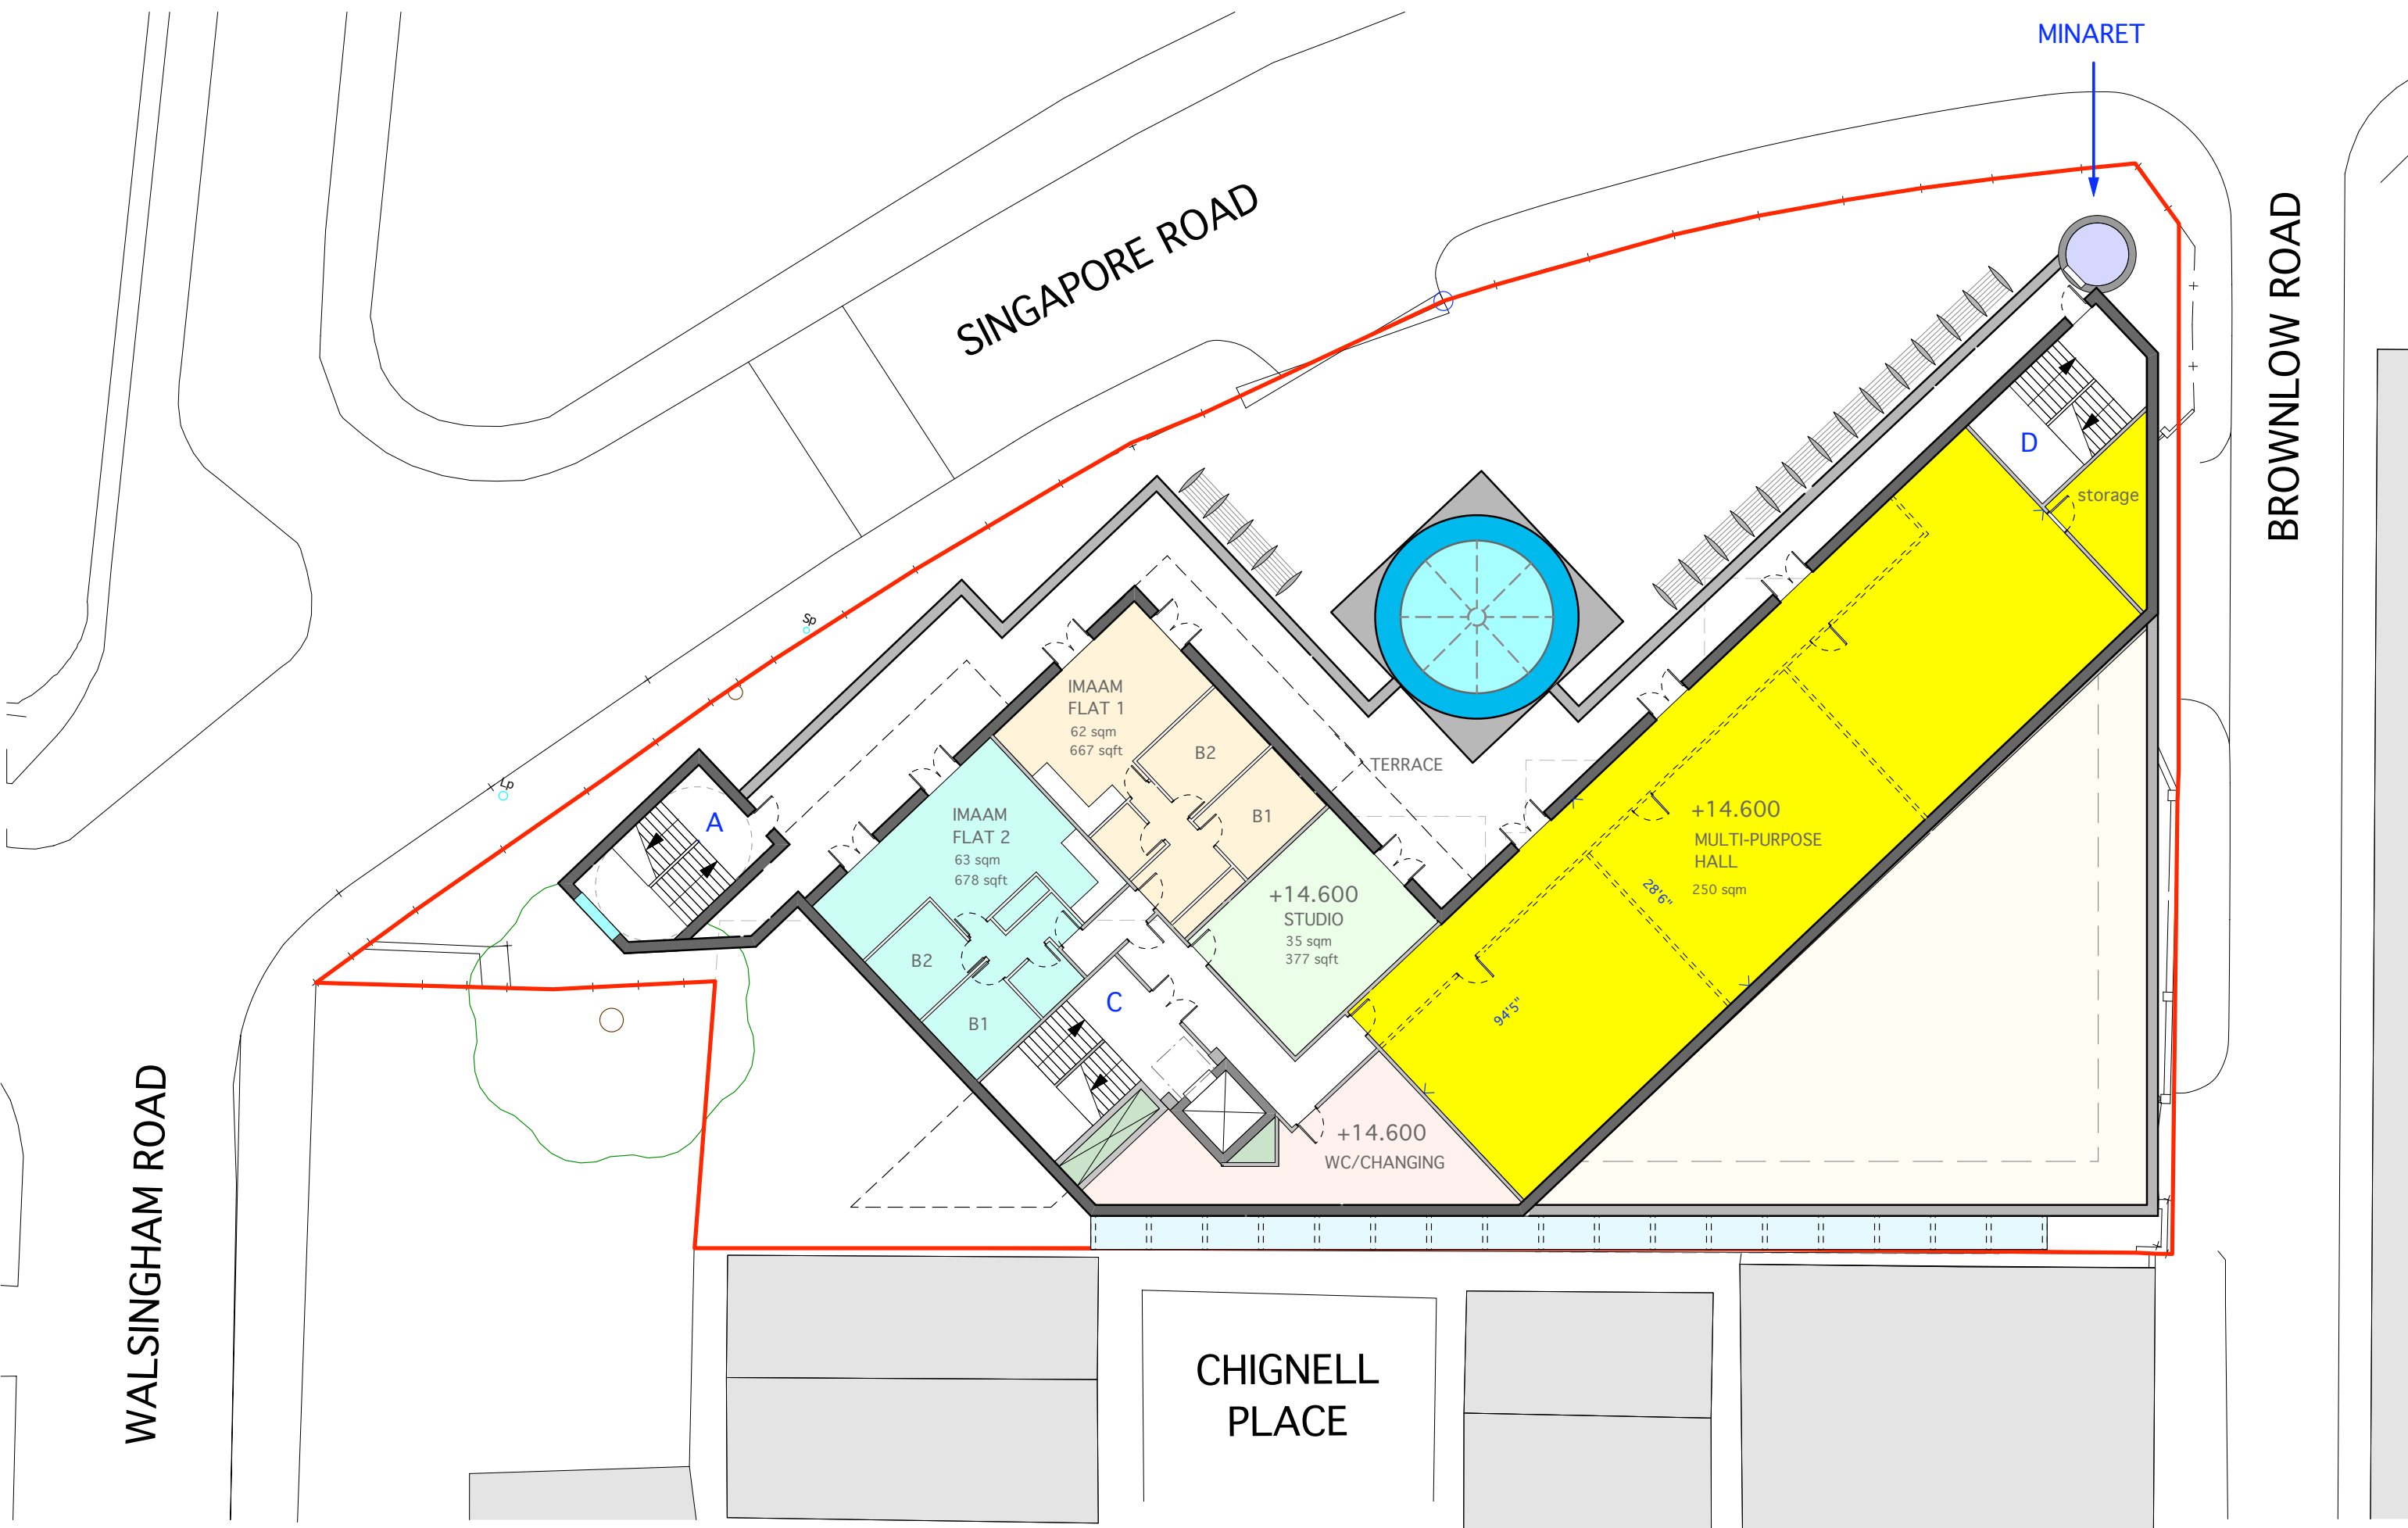 MINARET
SINGAPORE ROAD
BROWNLOW ROAD
D
storage
Sp
Lp
IMAAM
FLAT 1
62 sqm
667 sqft
B2
B1
TERRACE
A
IMAAM
FLAT 2
63 sqm
678 sqft
B2
B1
+14.600
MULTI-PURPOSE
HALL
250 sqm
28'6"
94'5"
+14.600
STUDIO
35 sqm
377 sqft
C
+14.600
WC/CHANGING
WALSINGHAM ROAD
CHIGNELL
PLACE